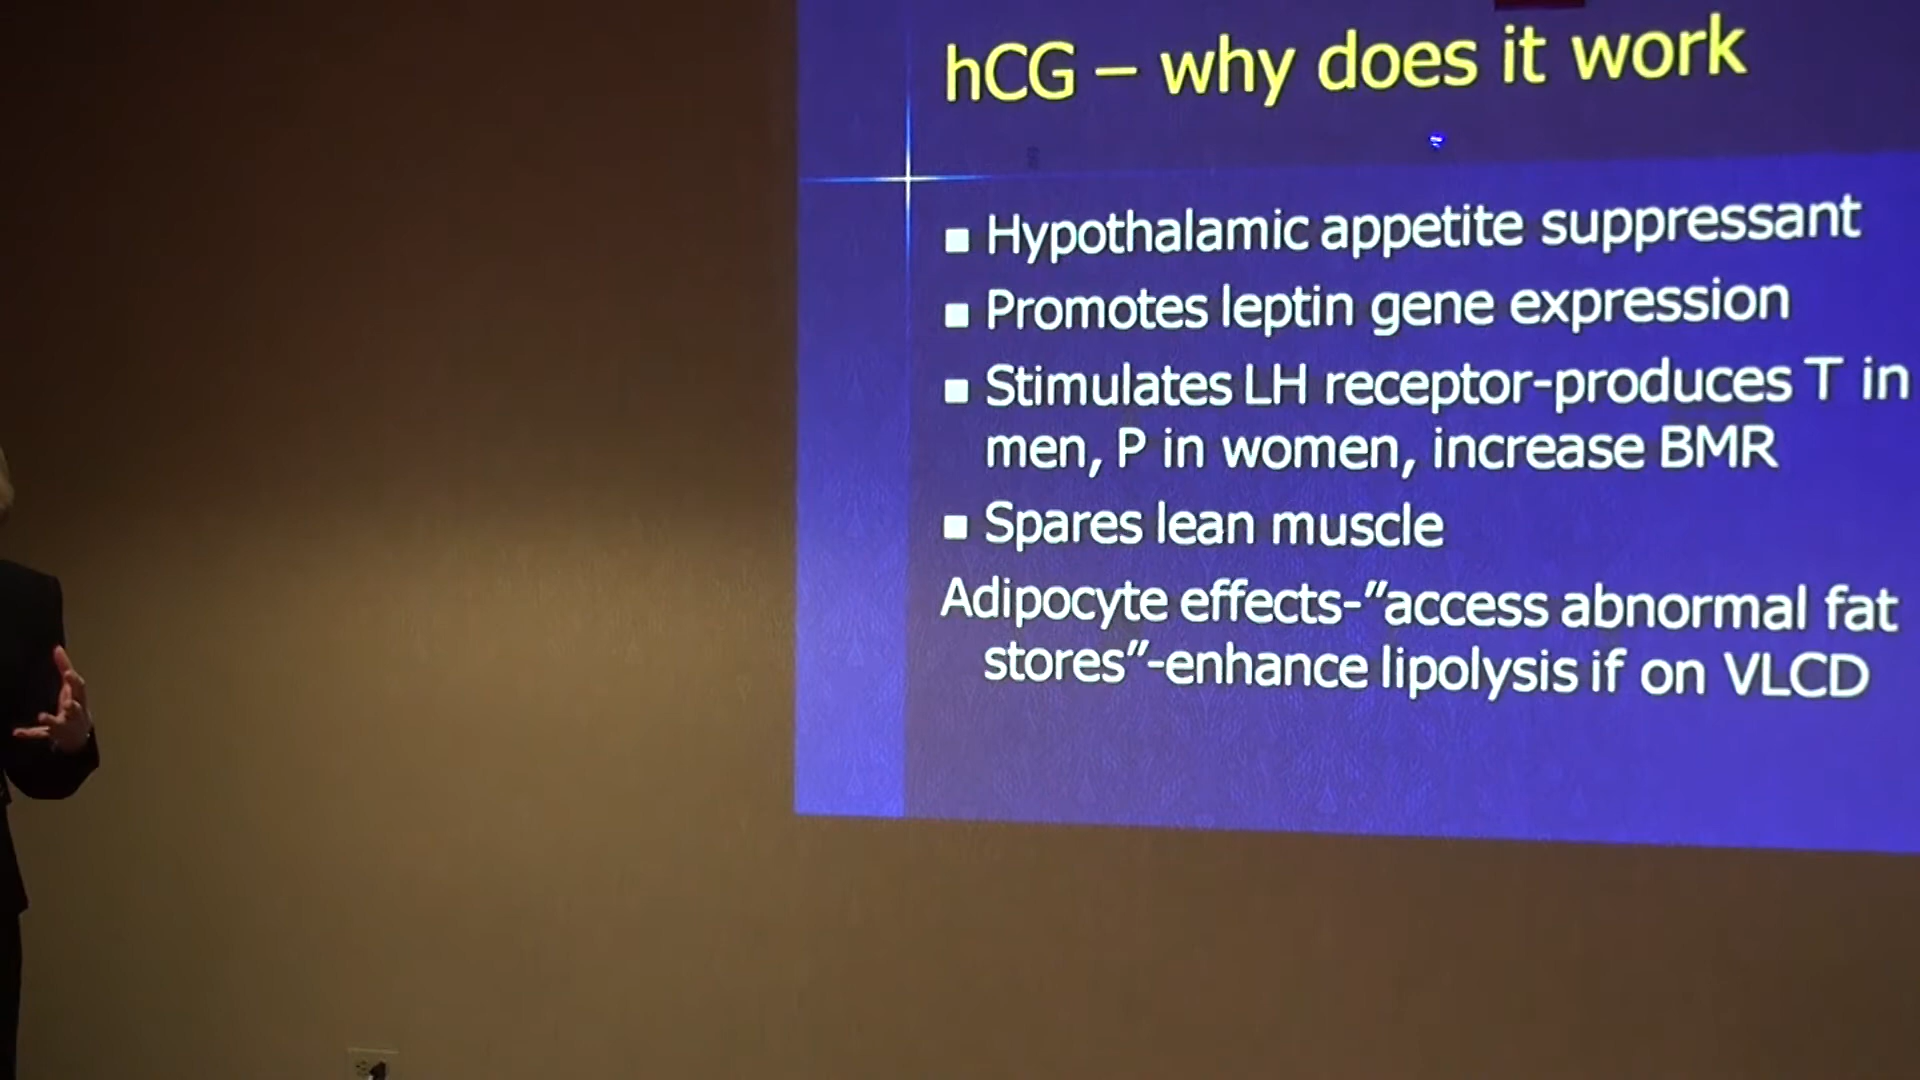 hCG – why does it work
■ Hypothalamic appetite suppressant
■ Promotes leptin gene expression
■ Stimulates LH receptor-produces T in
men, P in women, increase BMR
■ Spares lean muscle
Adipocyte effects-”access abnormal fat
stores”-enhance lipolysis if on VLCD